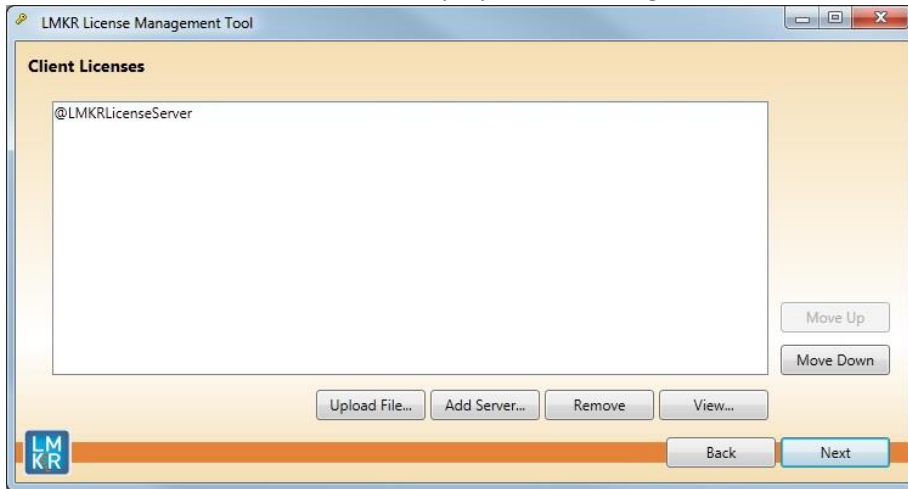 LMKR License Management Tool
Client Licenses
@LMKRLicenseServer
Move Up
Move Down
Upload File... Add Server... Remove View...
LM
KR
Back Next